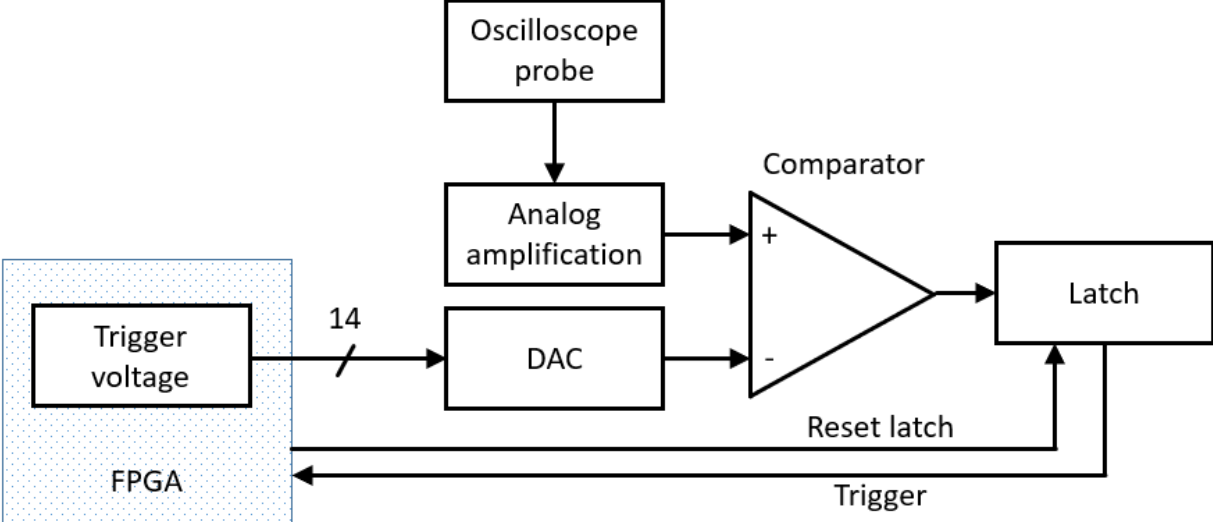 Oscilloscope
probe
Comparator
Analog
amplification
+
Latch
14
Trigger
voltage
DAC
-
Reset latch
FPGA
Trigger